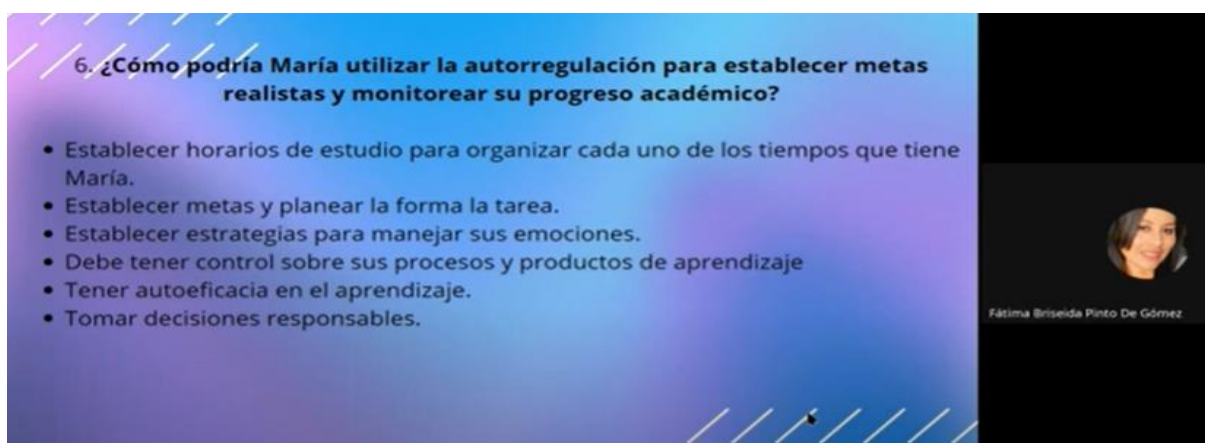 6. ¿Cómo podría María utilizar la autorregulación para establecer metas
realistas y monitorear su progreso académico?
• Establecer horarios de estudio para organizar cada uno de los tiempos que tiene
María.
• Establecer metas y planear la forma la tarea.
• Establecer estrategias para manejar sus emociones.
• Debe tener control sobre sus procesos y productos de aprendizaje
• Tener autoeficacia en el aprendizaje.
• Tomar decisiones responsables.
Fátima Briseida Pinto De Gómez